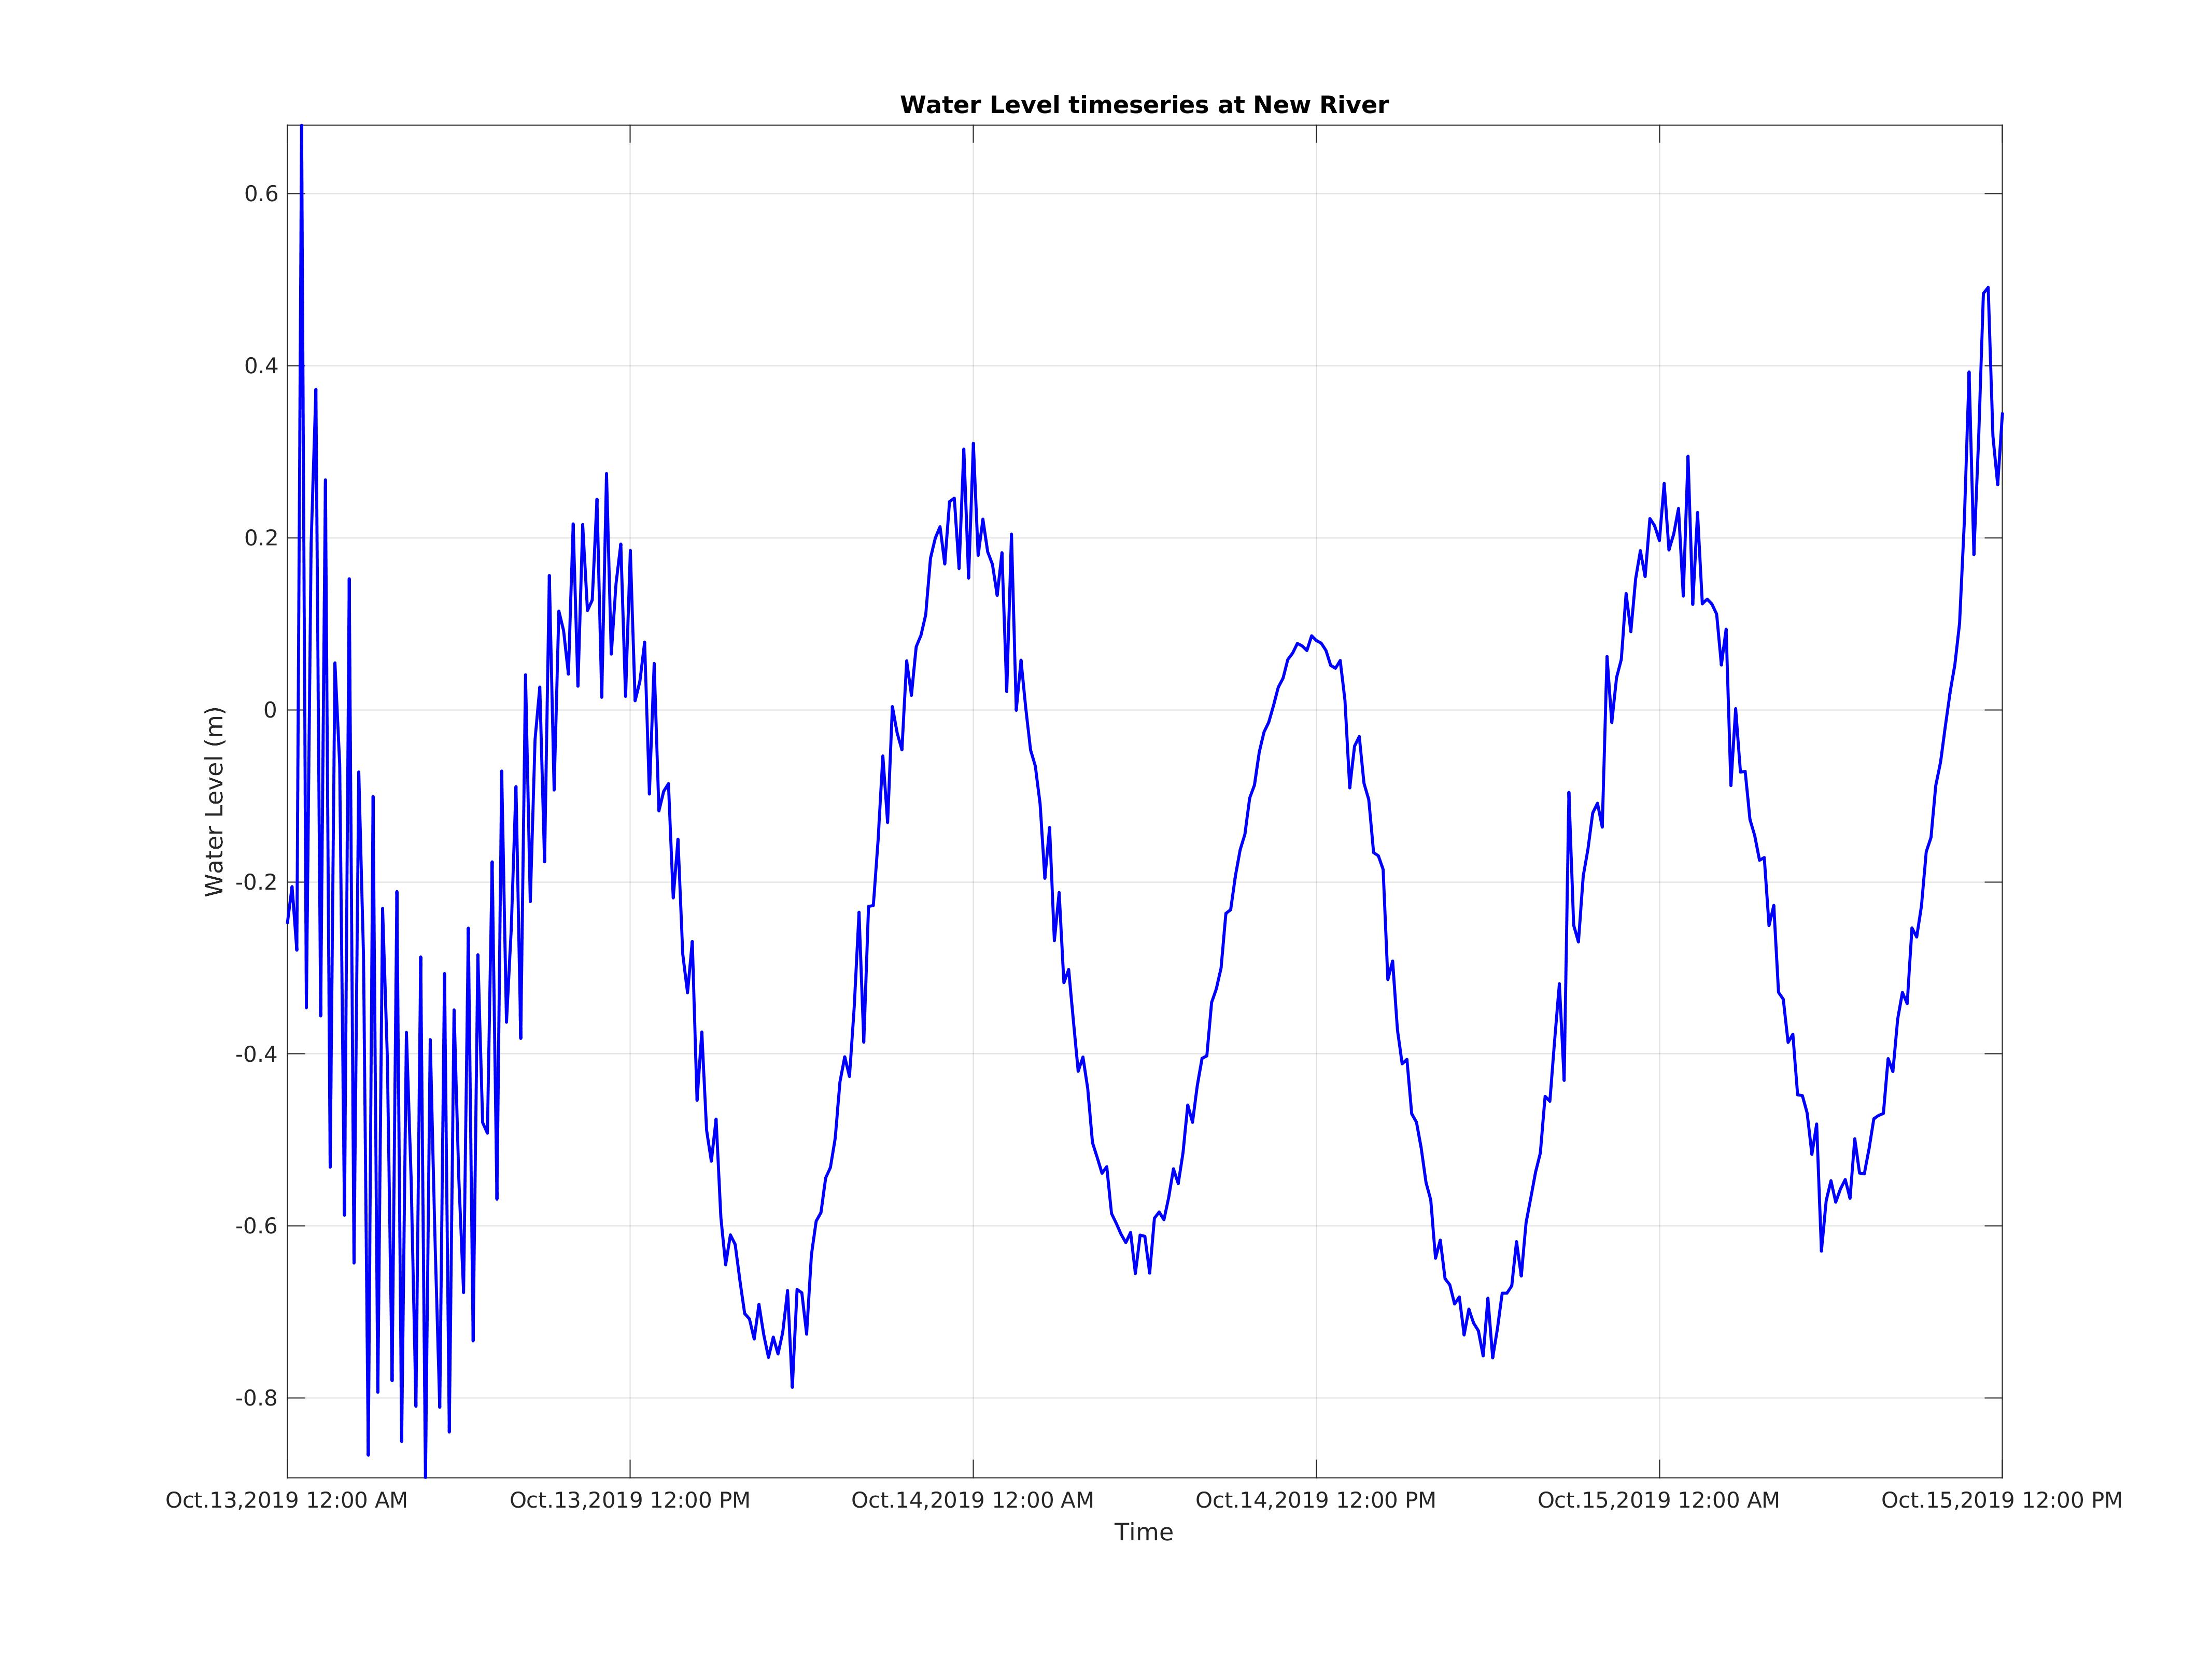 Water Level timeseries at New River
0.6
0.4
0.2
0
-0.2
-0.4
-0.6
-0.8
Water Level (m)
Oct.13,2019 12:00 AM
Oct.13,2019 12:00 PM
Oct.14,2019 12:00 AM
Oct.14,2019 12:00 PM
Oct.15,2019 12:00 AM
Oct.15,2019 12:00 PM
Time